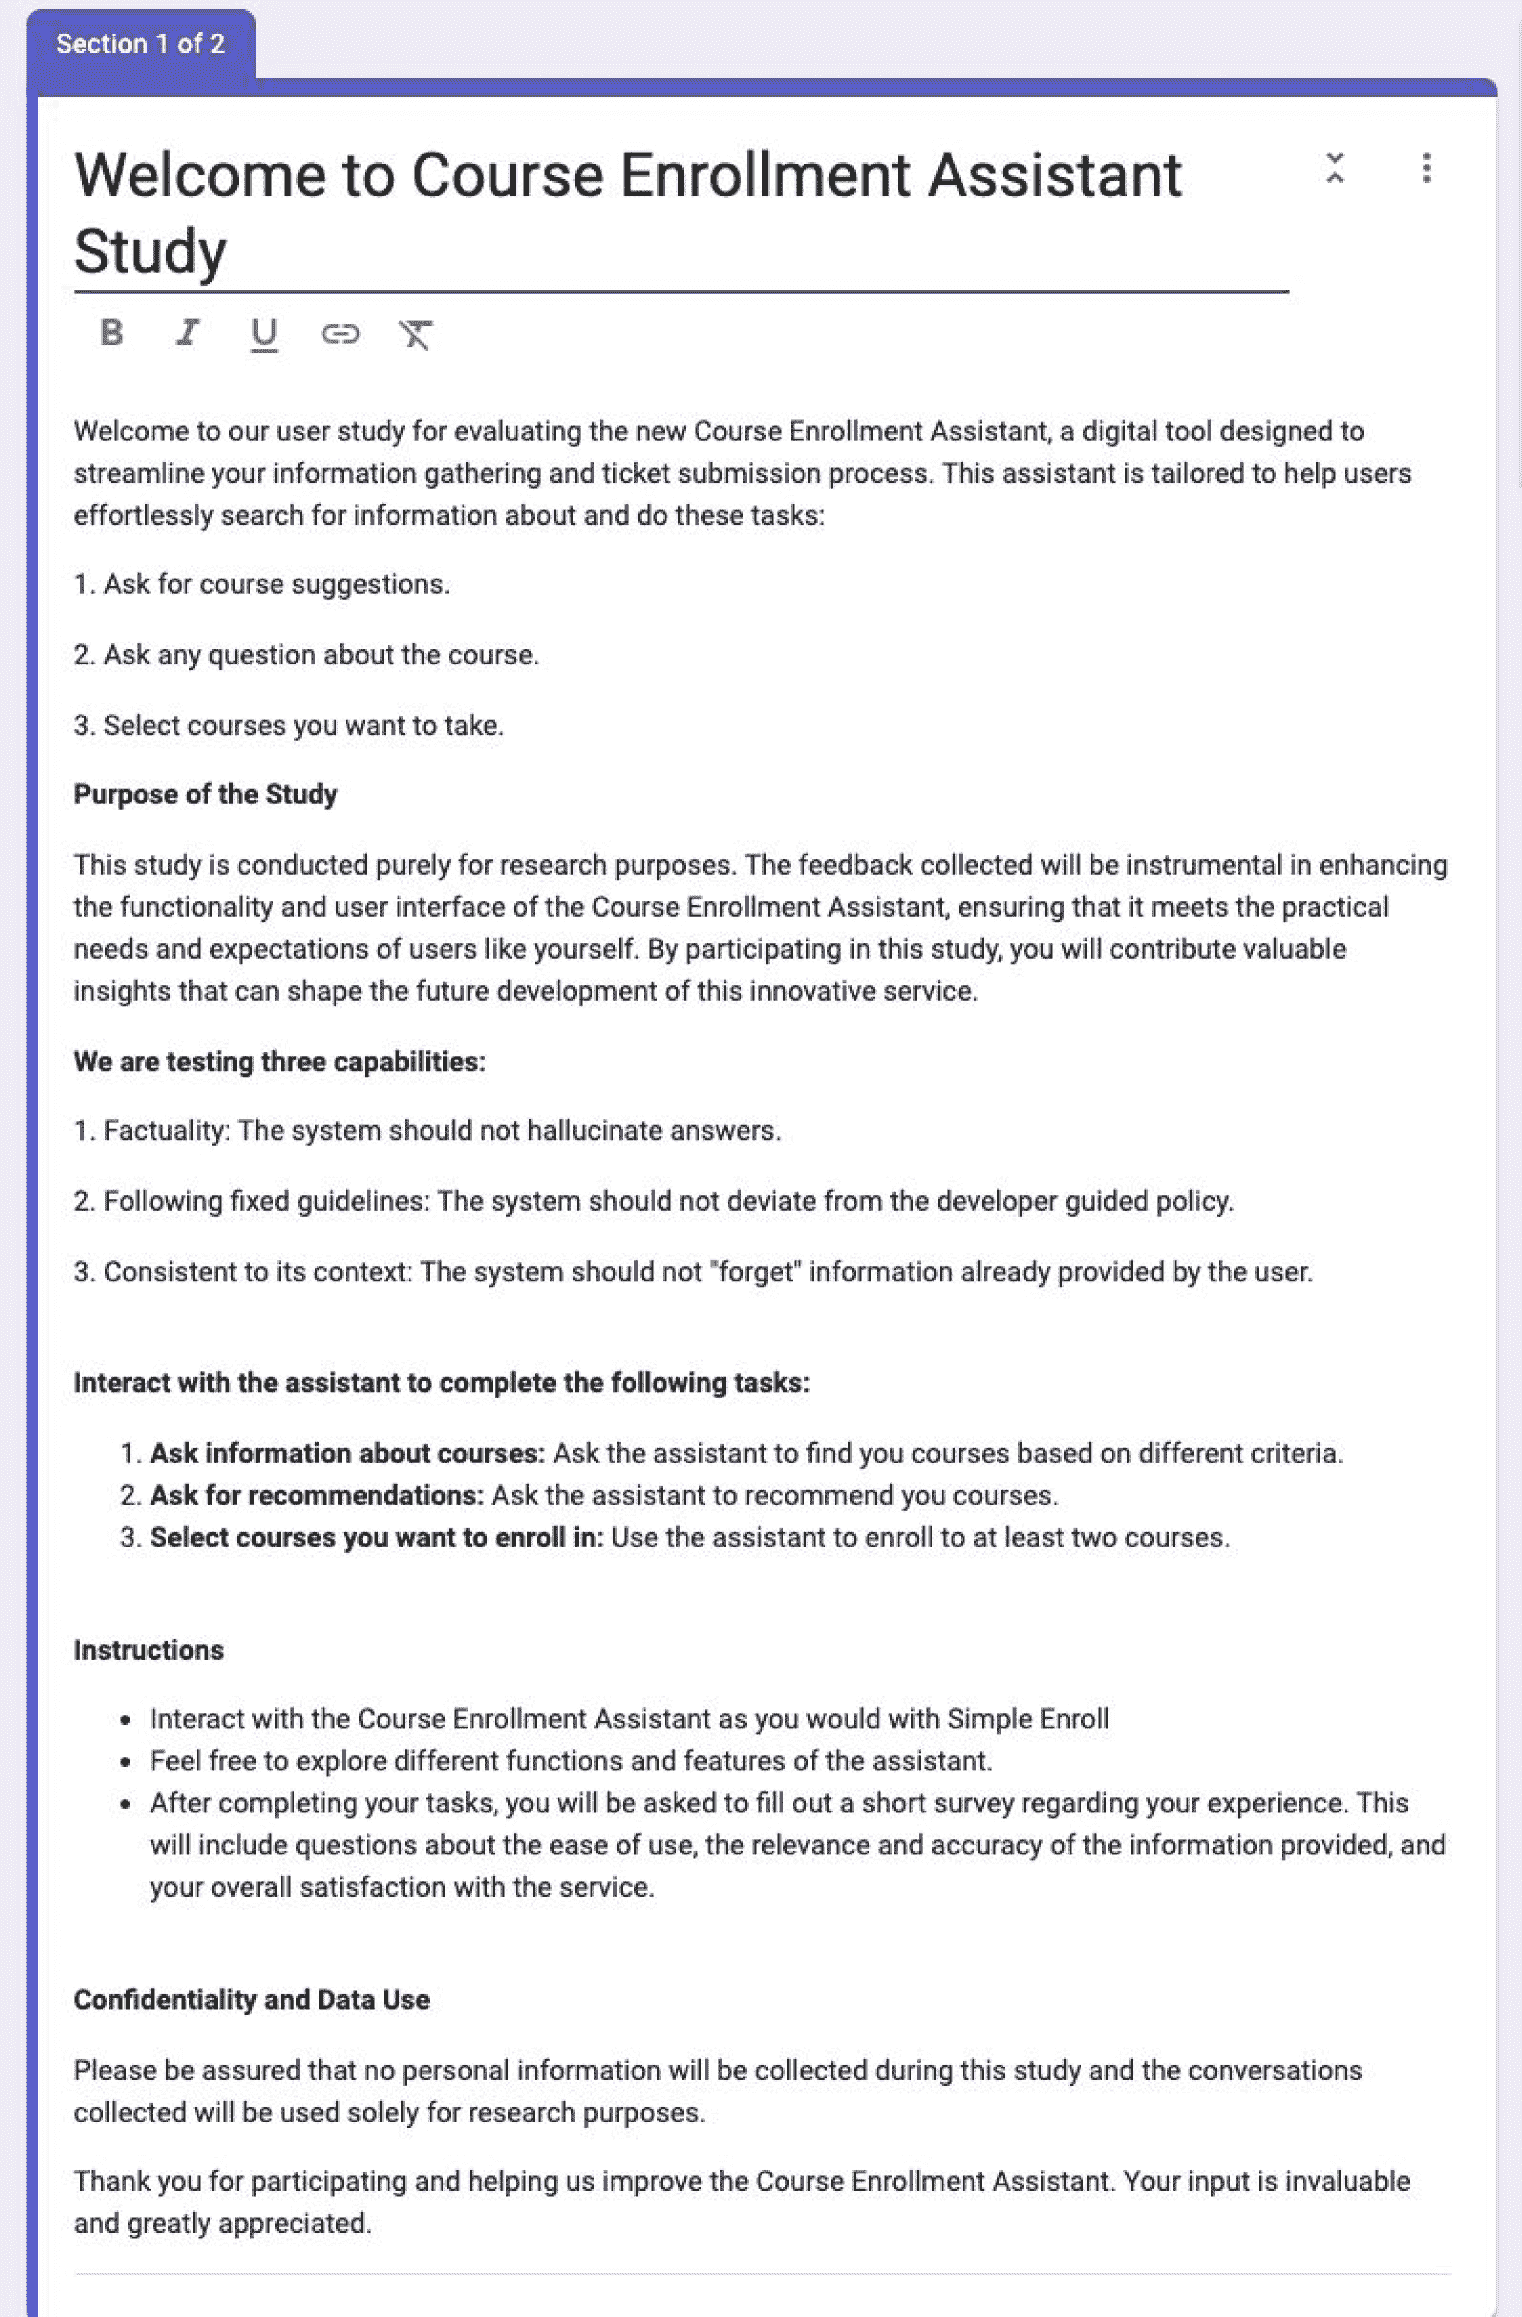 Section 1 of 2
Welcome to Course Enrollment Assistant
Study
B I U
Welcome to our user study for evaluating the new Course Enrollment Assistant, a digital tool designed to
streamline your information gathering and ticket submission process. This assistant is tailored to help users
effortlessly search for information about and do these tasks:
1. Ask for course suggestions.
2. Ask any question about the course.
3. Select courses you want to take.
Purpose of the Study
This study is conducted purely for research purposes. The feedback collected will be instrumental in enhancing
the functionality and user interface of the Course Enrollment Assistant, ensuring that it meets the practical
needs and expectations of users like yourself. By participating in this study, you will contribute valuable
insights that can shape the future development of this innovative service.
We are testing three capabilities:
1. Factuality: The system should not hallucinate answers.
2. Following fixed guidelines: The system should not deviate from the developer guided policy.
3. Consistent to its context: The system should not "forget" information already provided by the user.
Interact with the assistant to complete the following tasks:
1. Ask information about courses: Ask the assistant to find you courses based on different criteria.
2. Ask for recommendations: Ask the assistant to recommend you courses.
3. Select courses you want to enroll in: Use the assistant to enroll to at least two courses.
Instructions
• Interact with the Course Enrollment Assistant as you would with Simple Enroll
• Feel free to explore different functions and features of the assistant.
• After completing your tasks, you will be asked to fill out a short survey regarding your experience. This
will include questions about the ease of use, the relevance and accuracy of the information provided, and
your overall satisfaction with the service.
Confidentiality and Data Use
Please be assured that no personal information will be collected during this study and the conversations
collected will be used solely for research purposes.
Thank you for participating and helping us improve the Course Enrollment Assistant. Your input is invaluable
and greatly appreciated.